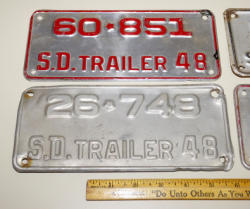 60★851
S.D. TRAILER 48
26★748
S.D. TRAILER 48
"Do Unto Others As You W